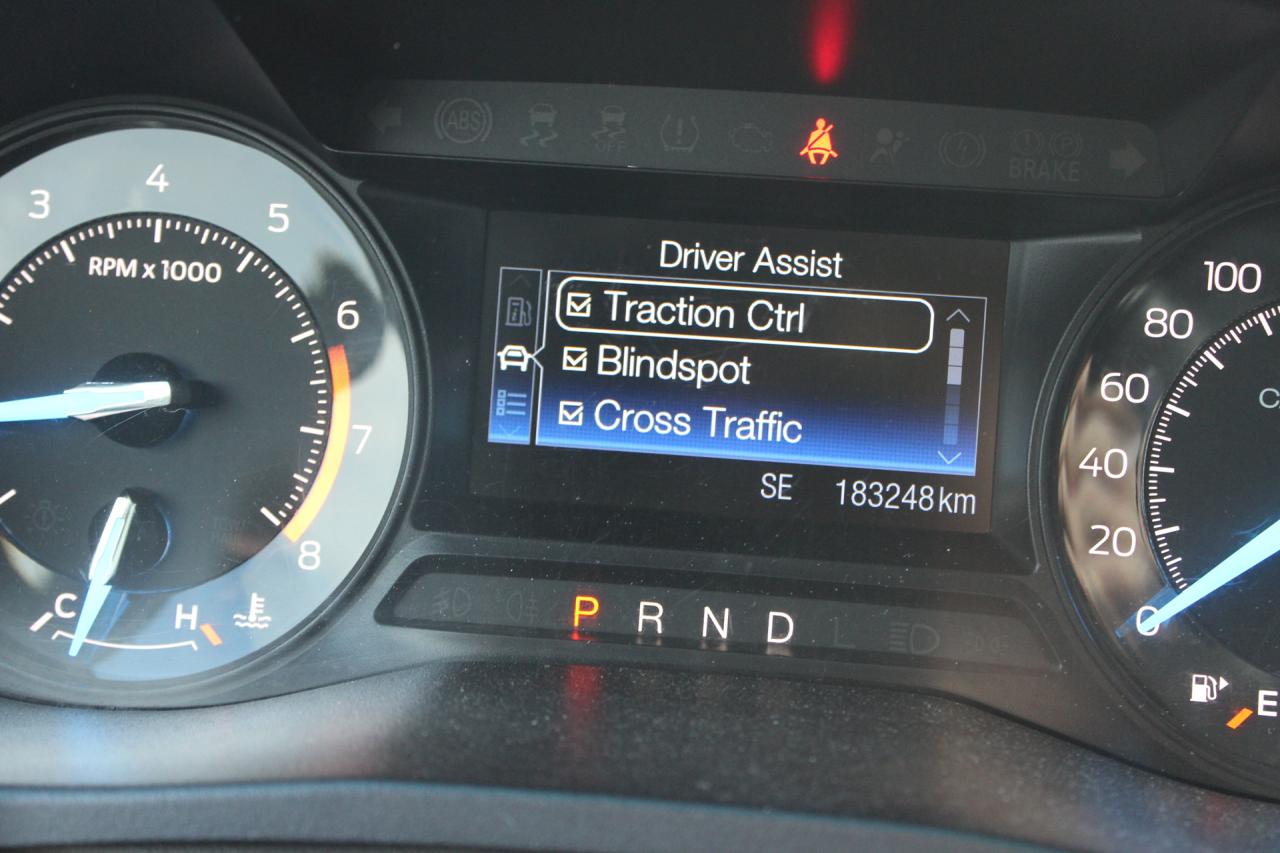 ABS
OFF
BRAKE
3
4
5
6
7
8
RPM x 1000
C
H
Driver Assist
Traction Ctrl
Blindspot
Cross Traffic
SE 183248 km
P R N D L
100
80
60
40
20
0
E